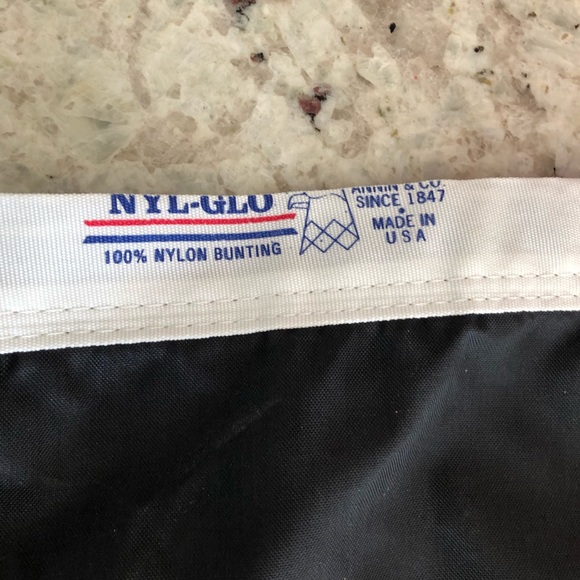 NYL-GLO
100% NYLON BUNTING
ANNIN & CO.
SINCE 1847
• MADE IN
U S A